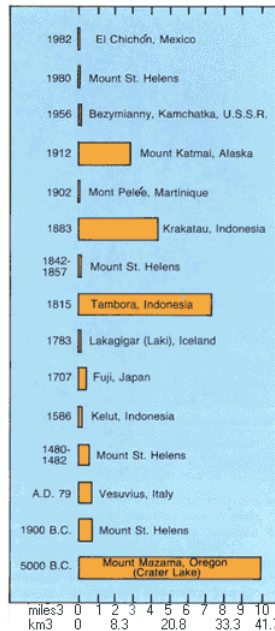 1982 El Chichón, Mexico
1980 Mount St. Helens
1956 Bezymianny, Kamchatka, U.S.S.R.
1912 Mount Katmai, Alaska
1902 Mont Peleé, Martinique
1883 Krakatau, Indonesia
1842-
1857 Mount St. Helens
1815 Tambora, Indonesia
1783 Lakagigar (Laki), Iceland
1707 Fuji, Japan
1586 Kelut, Indonesia
1480-
1482 Mount St. Helens
A.D. 79 Vesuvius, Italy
1900 B.C. Mount St. Helens
5000 B.C. Mount Mazama, Oregon
(Crater Lake)
miles3 0 1 2 3 4 5 6 7 8 9 10
km3 0 8.3 20.8 33.3 41.